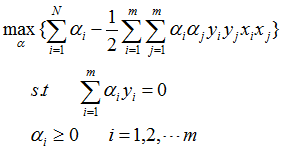 max_α {∑_{i=1}^{N} α_i − 1/2 ∑_{i=1}^{m} ∑_{j=1}^{m} α_i α_j y_i y_j x_i x_j}
s.t ∑_{i=1}^{m} α_i y_i = 0
α_i ≥ 0 i = 1,2,⋯m